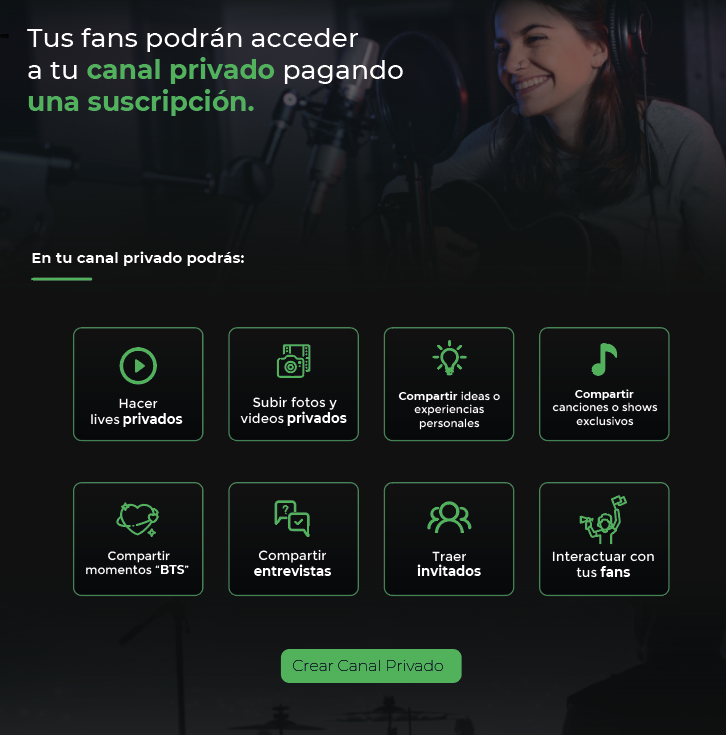 Tus fans podrán acceder
a tu canal privado pagando
una suscripción.
En tu canal privado podrás:
Hacer
lives privados
Subir fotos y
videos privados
Compartir ideas o
experiencias
personales
Compartir
canciones o shows
exclusivos
Compartir
momentos “BTS”
Compartir
entrevistas
Traer
invitados
Interactuar con
tus fans
Crear Canal Privado